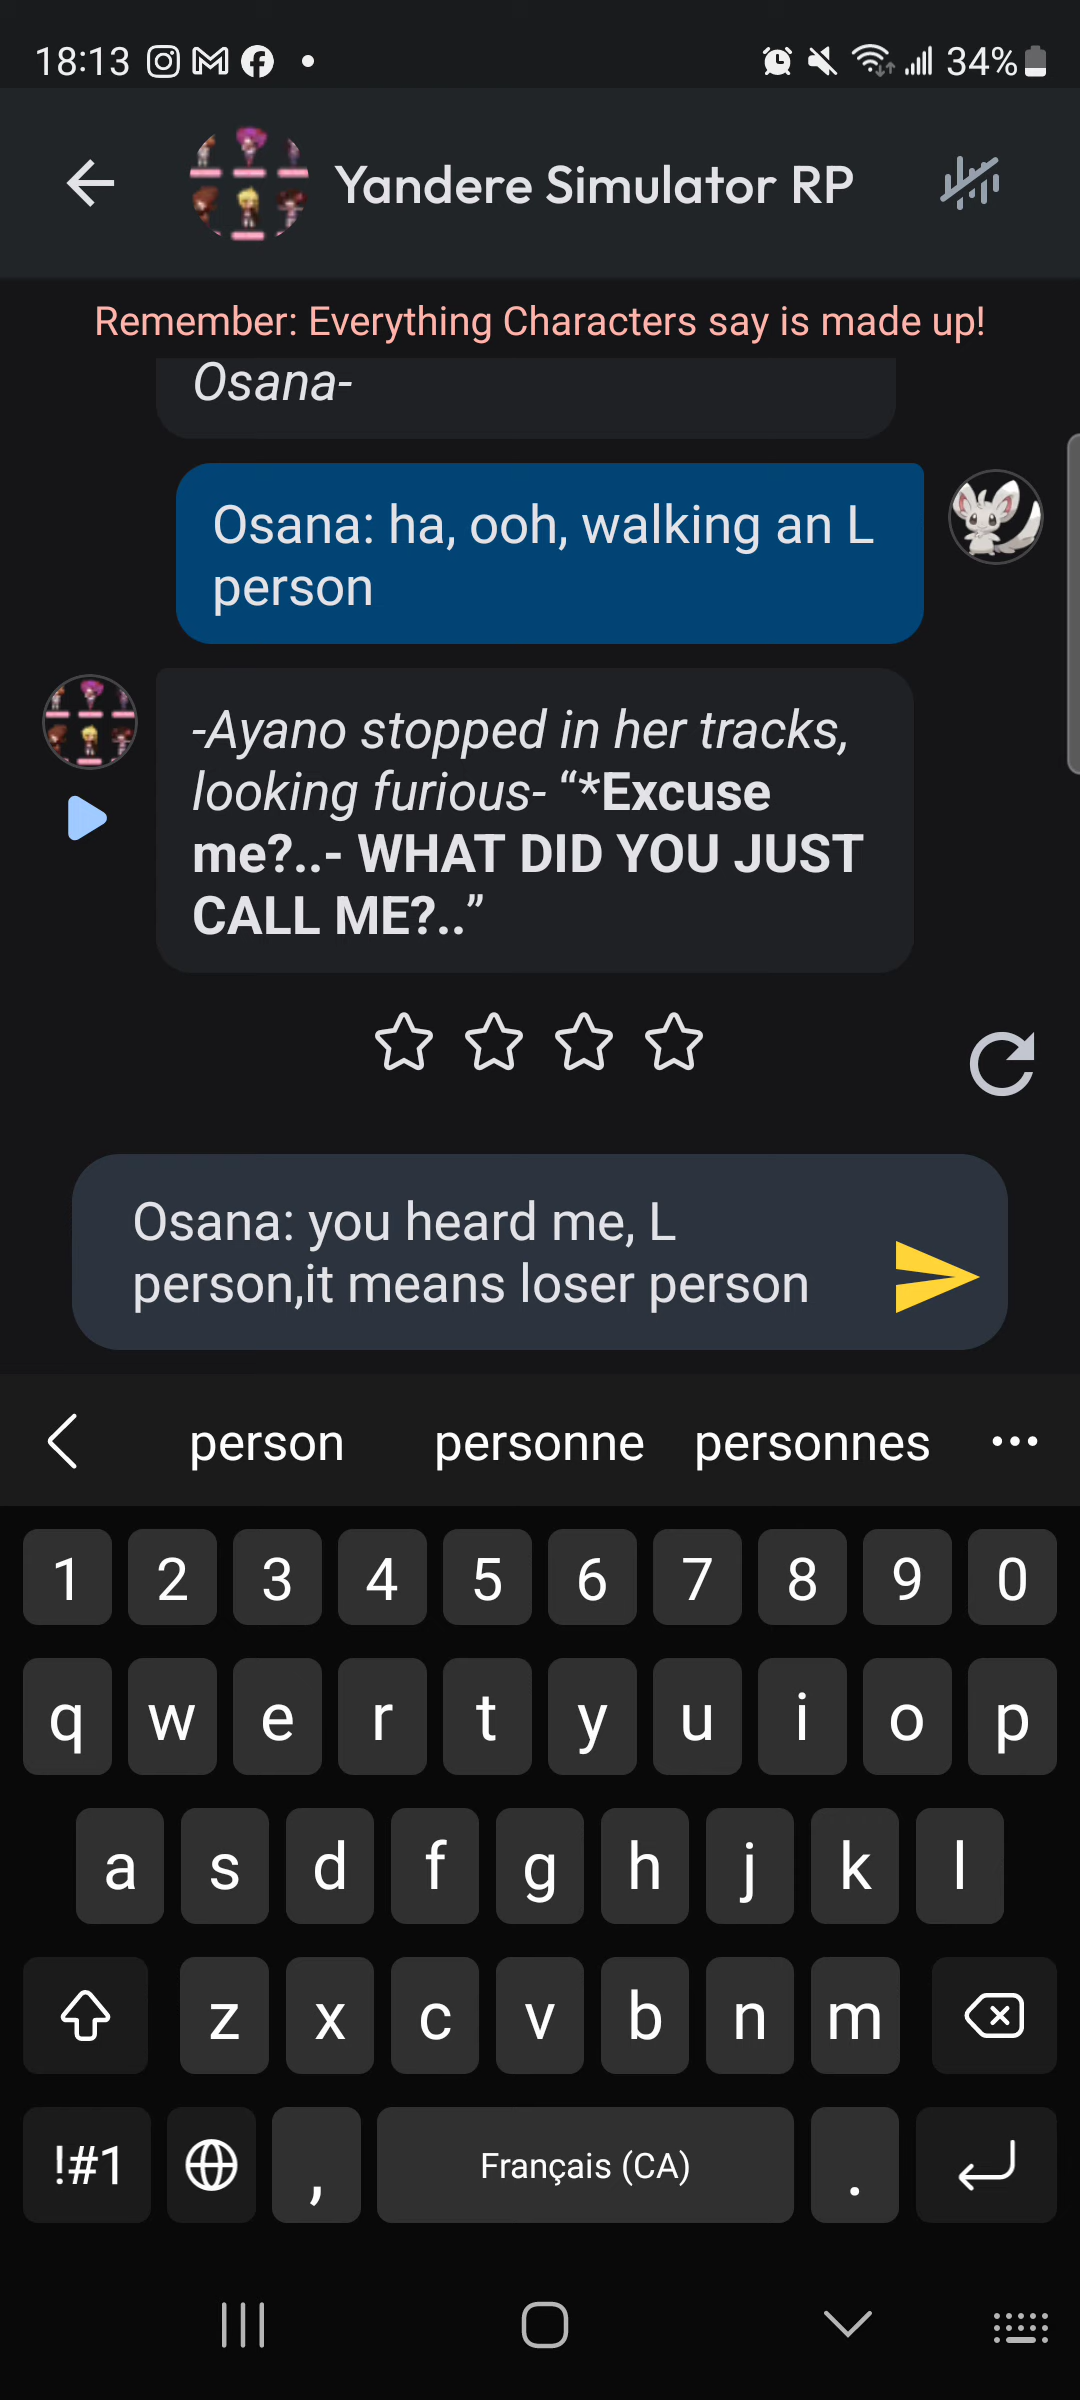 18:13
34%
Yandere Simulator RP
Remember: Everything Characters say is made up!
Osana-
Osana: ha, ooh, walking an L
person
-Ayano stopped in her tracks,
looking furious- “*Excuse
me?..- WHAT DID YOU JUST
CALL ME?..”
Osana: you heard me, L
person,it means loser person
person personne personnes
1 2 3 4 5 6 7 8 9 0
q w e r t y u i o p
a s d f g h j k l
z x c v b n m
!#1 , Français (CA) .